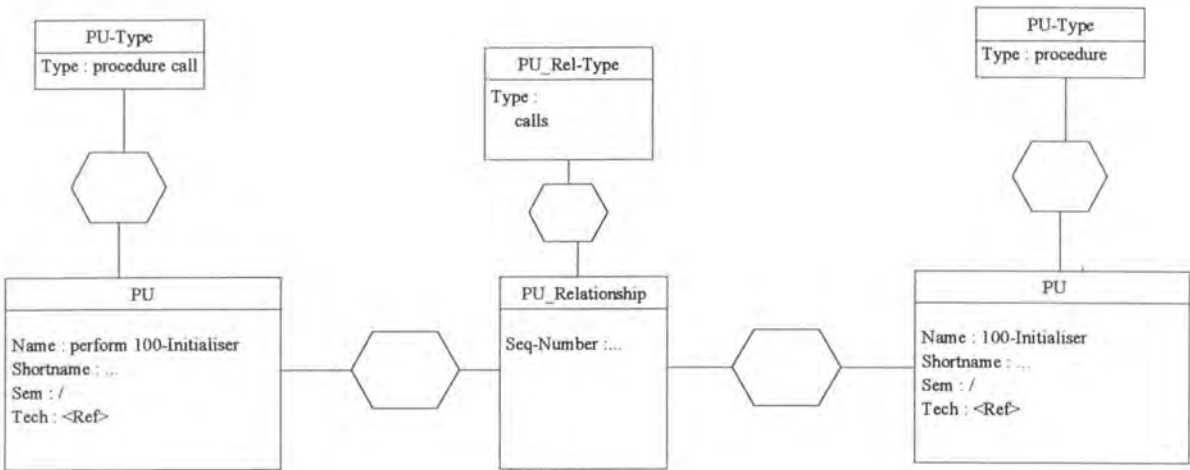 PU-Type
Type : procedure call
PU_Rel-Type
Type :
calls
PU-Type
Type : procedure
PU
Name : perform 100-Initialiser
Shortname : ...
Sem : /
Tech : <Ref>
PU_Relationship
Seq-Number :...
PU
Name : 100-Initialiser
Shortname : ...
Sem : /
Tech : <Ref>